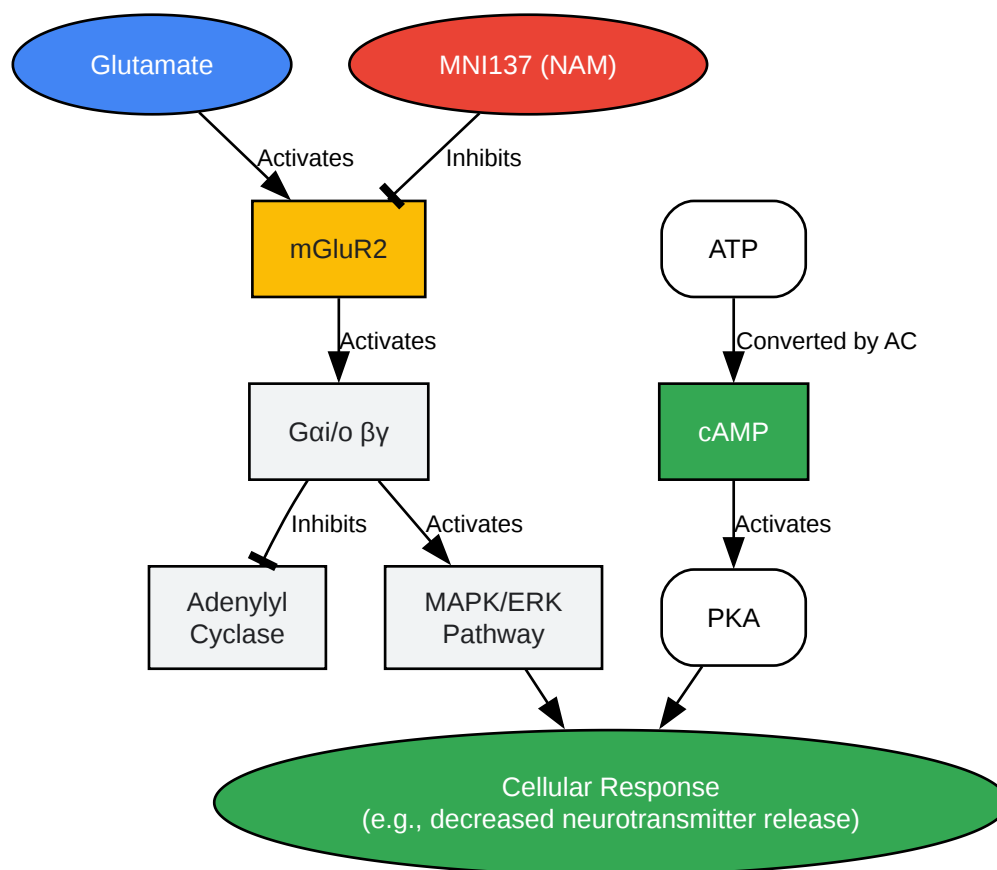 Glutamate
MNI137 (NAM)
Activates
Inhibits
mGluR2
ATP
Activates
Converted by AC
Gαi/o βγ
cAMP
Inhibits
Activates
Activates
Adenylyl
Cyclase
MAPK/ERK
Pathway
PKA
Cellular Response
(e.g., decreased neurotransmitter release)